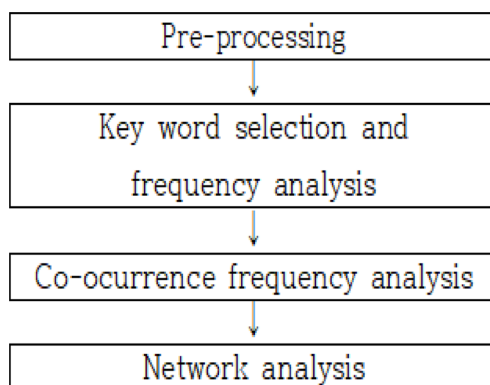 Pre-processing
Key word selection and
frequency analysis
Co-ocurrence frequency analysis
Network analysis